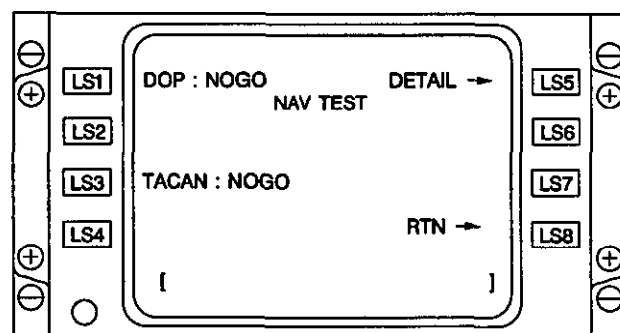 LS1 DOP : NOGO DETAIL → LS5
NAV TEST
LS2 LS6
LS3 TACAN : NOGO LS7
LS4 RTN → LS8
[ ]